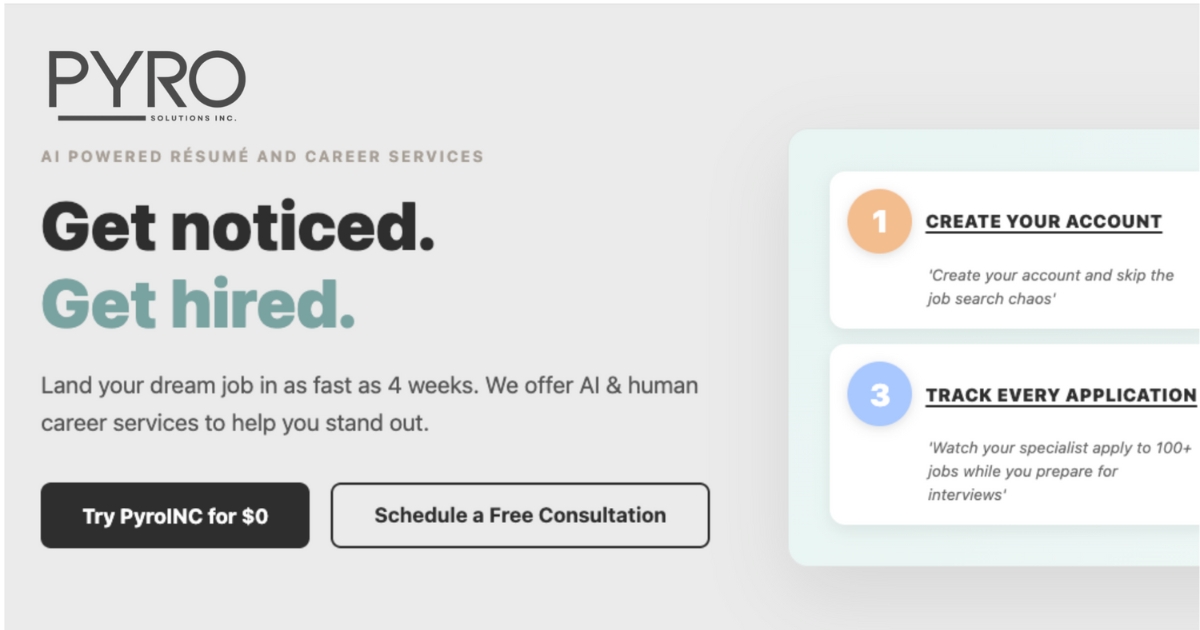 PYRO
SOLUTIONS INC.
AI POWERED RÉSUMÉ AND CAREER SERVICES
Get noticed.
Get hired.
Land your dream job in as fast as 4 weeks. We offer AI & human
career services to help you stand out.
Try PyroINC for $0
Schedule a Free Consultation
1
CREATE YOUR ACCOUNT
'Create your account and skip the
job search chaos'
3
TRACK EVERY APPLICATION
'Watch your specialist apply to 100+
jobs while you prepare for
interviews'